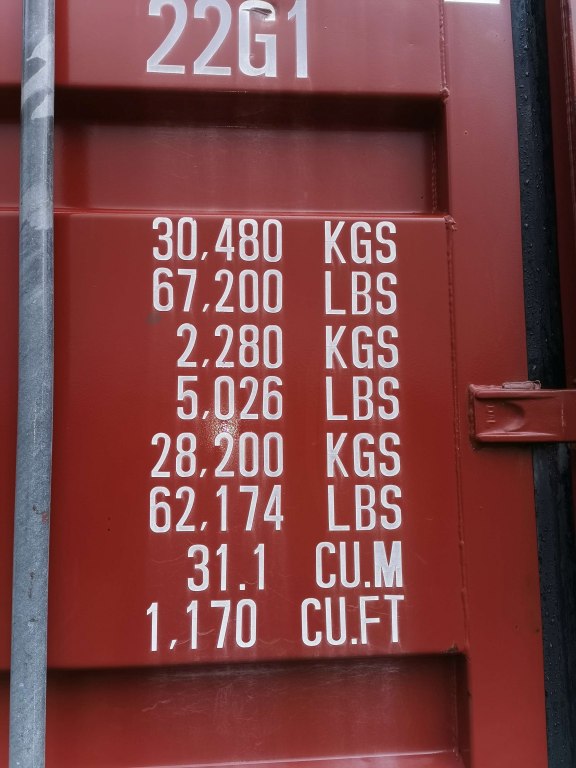 22G1
30,480 KGS
67,200 LBS
2,280 KGS
5,026 LBS
28,200 KGS
62,174 LBS
31.1 CU.M
1,170 CU.FT